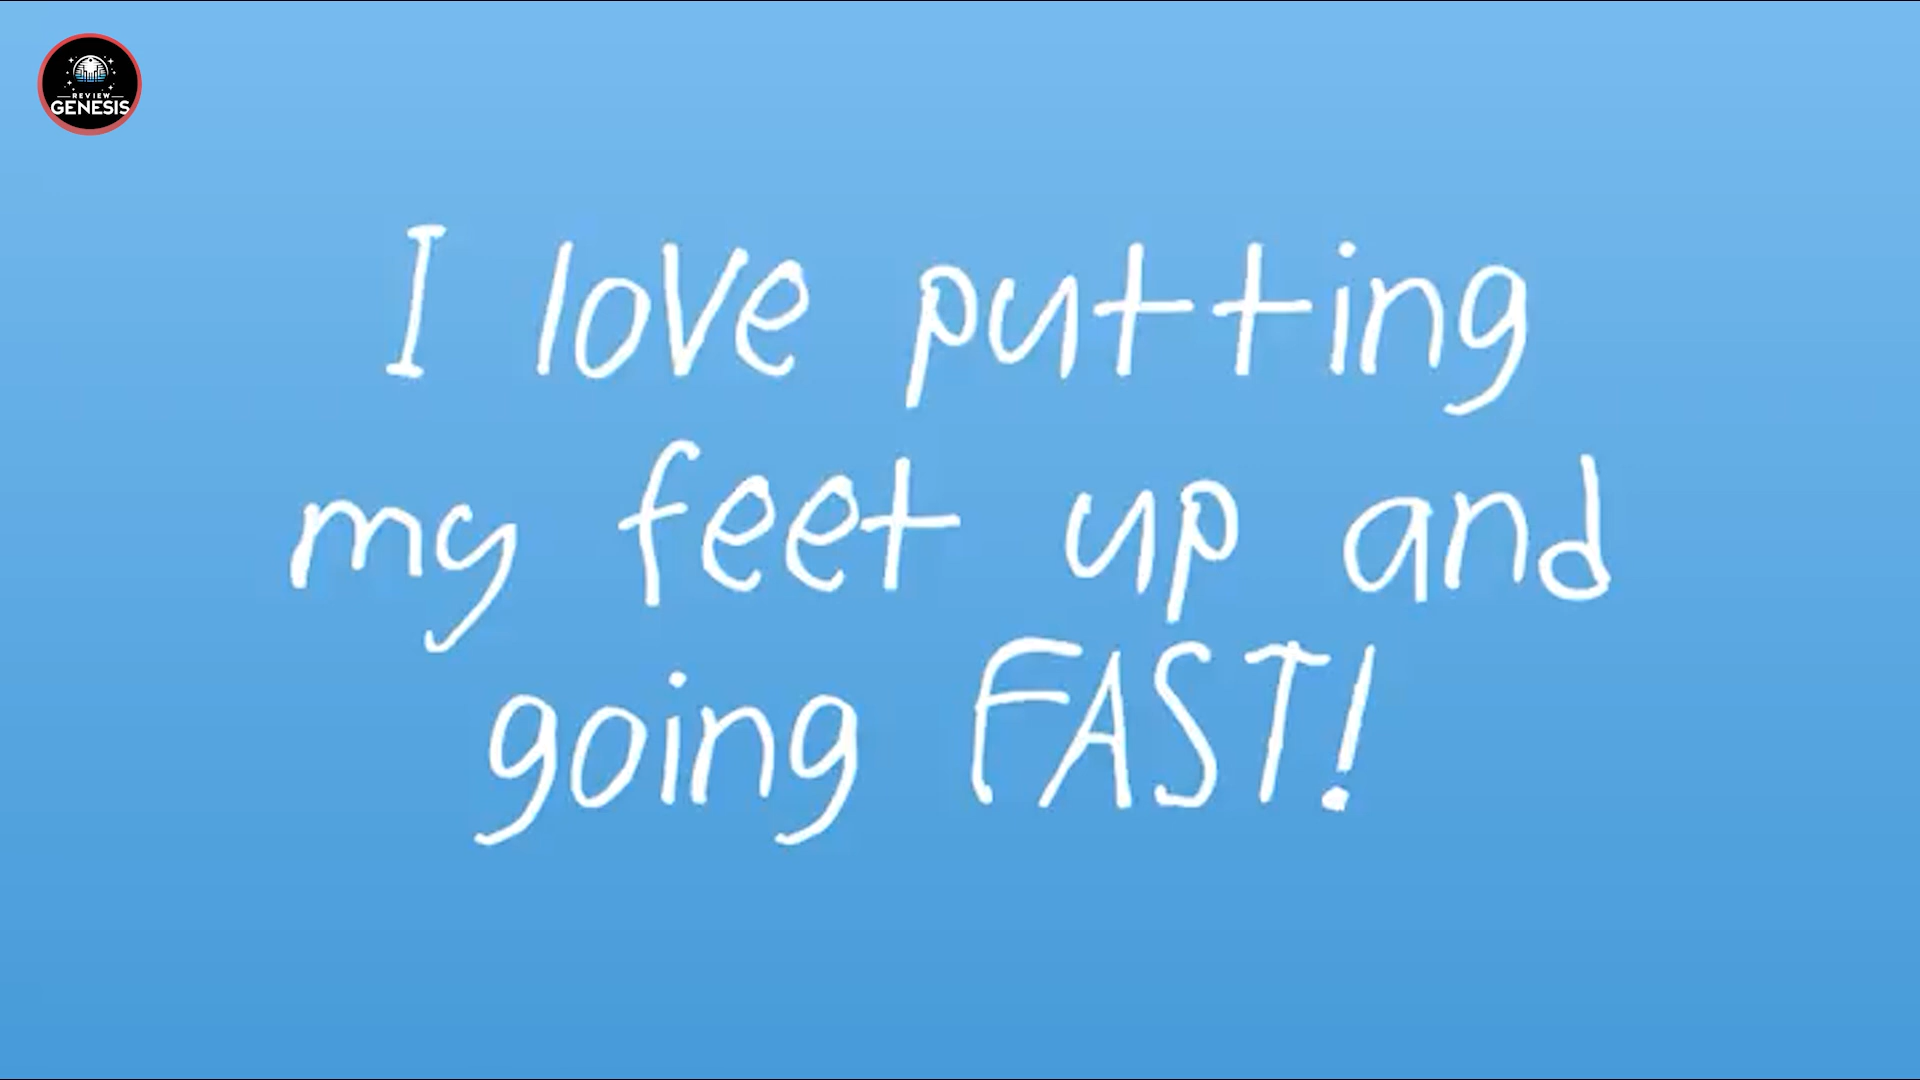 REVIEW
GENESIS
I love putting
my feet up and
going FAST!